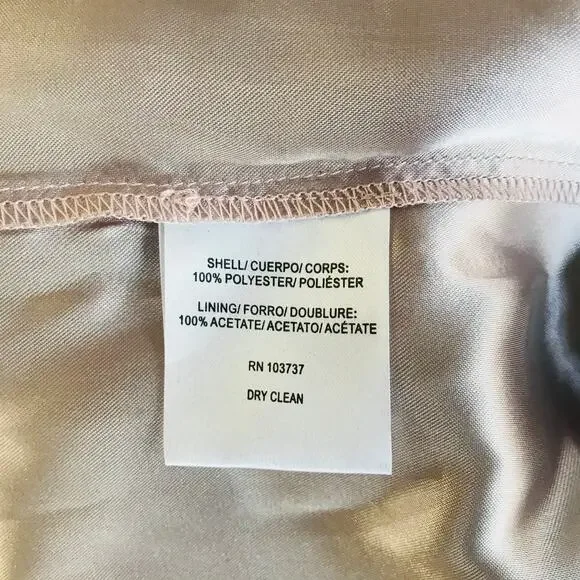 SHELL/ CUERPO/ CORPS:
100% POLYESTER/ POLIÉSTER
LINING/ FORRO/ DOUBLURE:
100% ACETATE/ ACETATO/ ACÉTATE
RN 103737
DRY CLEAN